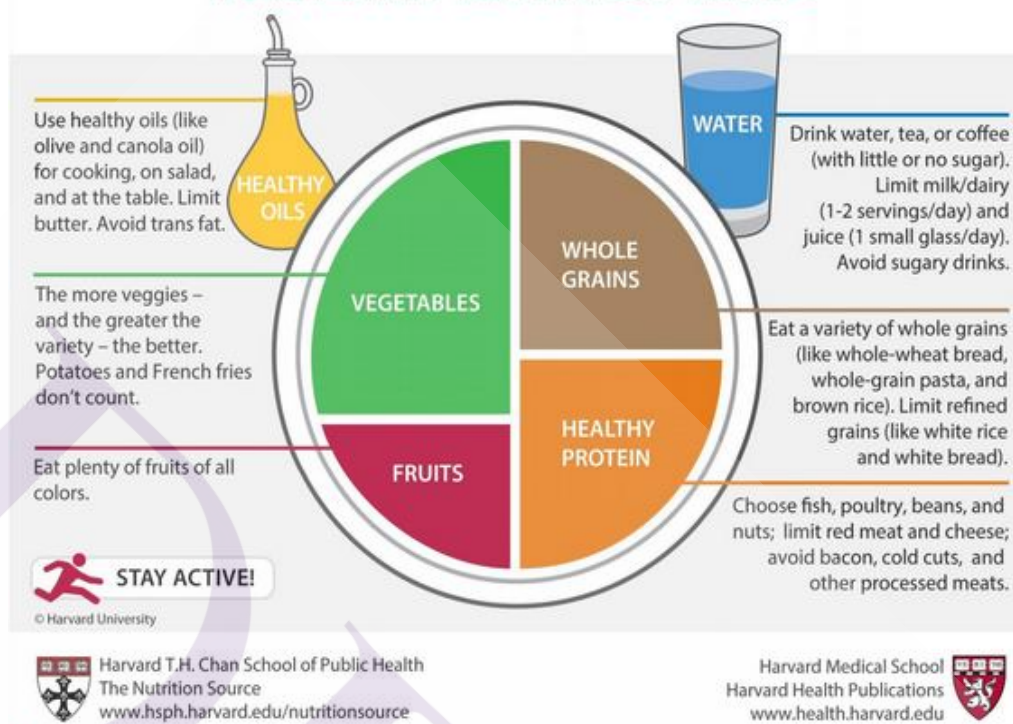 HEALTHY
OILS
WATER
Use healthy oils (like
olive and canola oil)
for cooking, on salad,
and at the table. Limit
butter. Avoid trans fat.
Drink water, tea, or coffee
(with little or no sugar).
Limit milk/dairy
(1-2 servings/day) and
juice (1 small glass/day).
Avoid sugary drinks.
VEGETABLES
WHOLE
GRAINS
The more veggies –
and the greater the
variety – the better.
Potatoes and French fries
don't count.
Eat a variety of whole grains
(like whole-wheat bread,
whole-grain pasta, and
brown rice). Limit refined
grains (like white rice
and white bread).
FRUITS
HEALTHY
PROTEIN
Eat plenty of fruits of all
colors.
Choose fish, poultry, beans, and
nuts; limit red meat and cheese;
avoid bacon, cold cuts, and
other processed meats.
STAY ACTIVE!
© Harvard University
Harvard T.H. Chan School of Public Health
The Nutrition Source
www.hsph.harvard.edu/nutritionsource
Harvard Medical School
Harvard Health Publications
www.health.harvard.edu